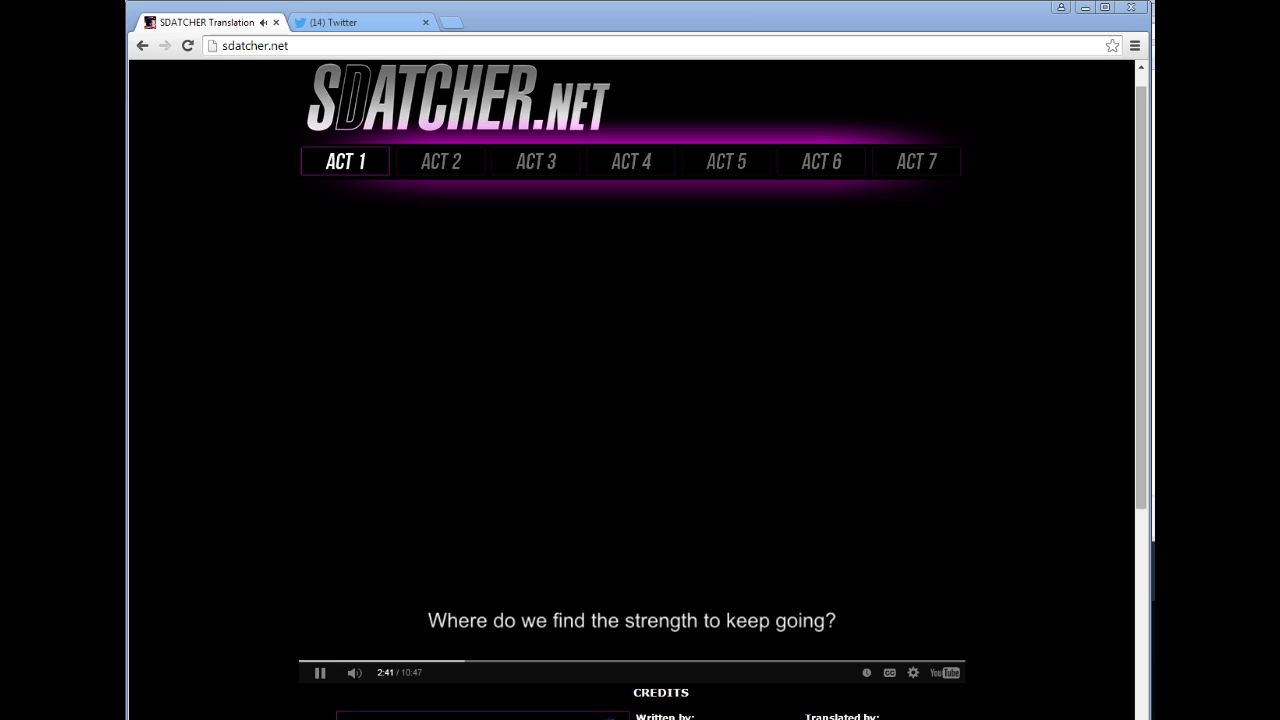 SDATCHER Translation
(14) Twitter
sdatcher.net
SDATCHER.NET
ACT 1 ACT 2 ACT 3 ACT 4 ACT 5 ACT 6 ACT 7
Where do we find the strength to keep going?
2:41 / 10:47
CC
YouTube
CREDITS
Written by: Translated by: